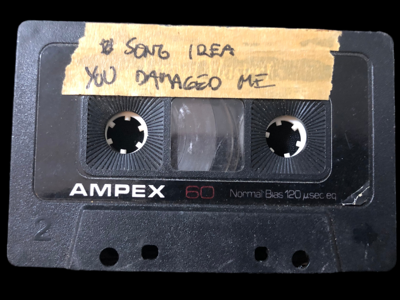 SONG IDEA
YOU DAMAGED ME
AMPEX 60 Normal Bias 120 µsec eq
2